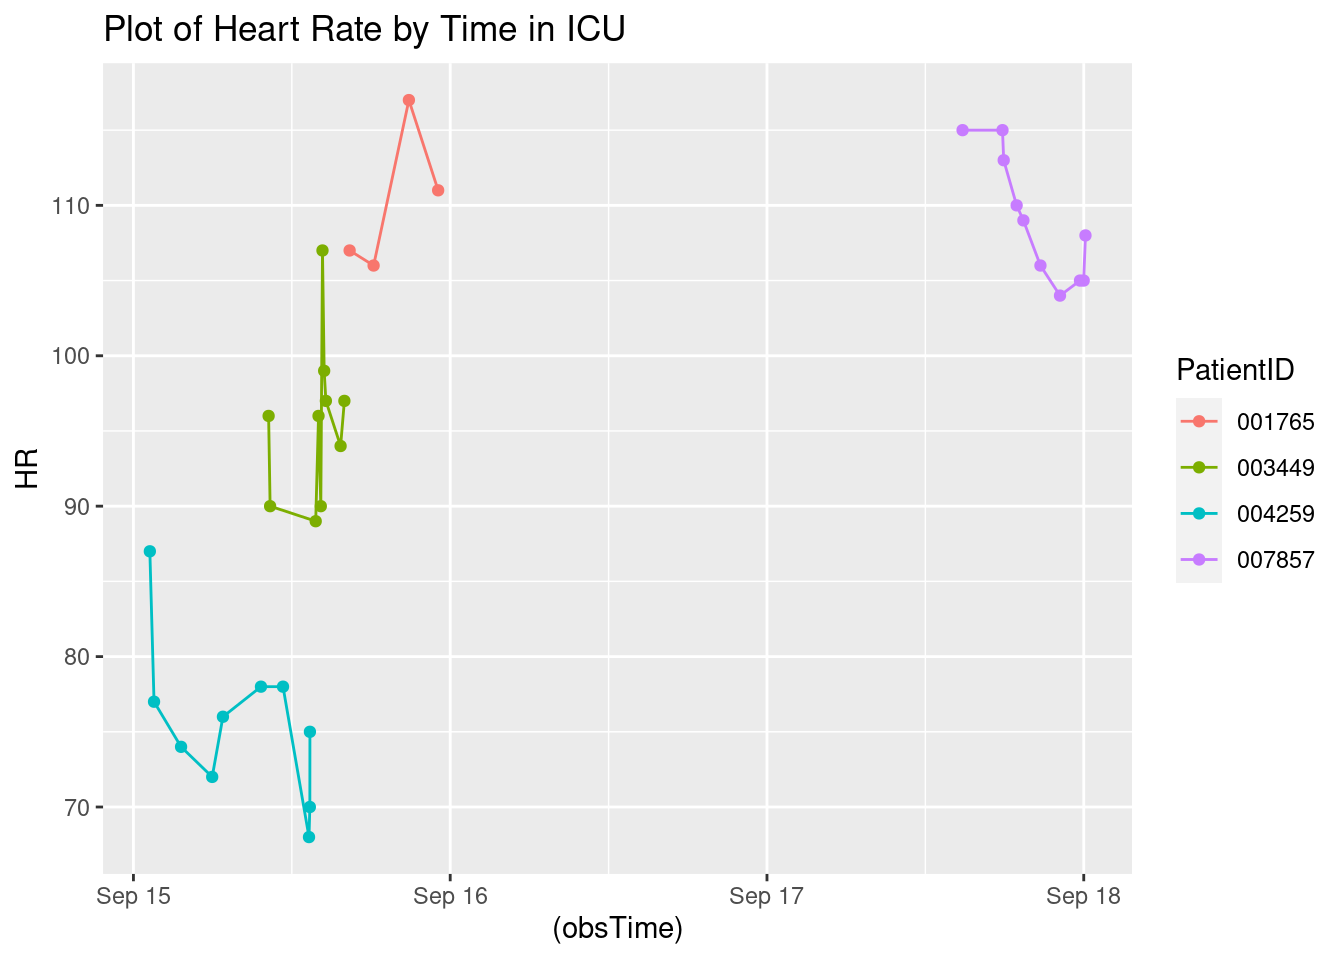 Plot of Heart Rate by Time in ICU
HR
110
100
90
80
70
Sep 15
Sep 16
Sep 17
Sep 18
(obsTime)
PatientID
001765
003449
004259
007857